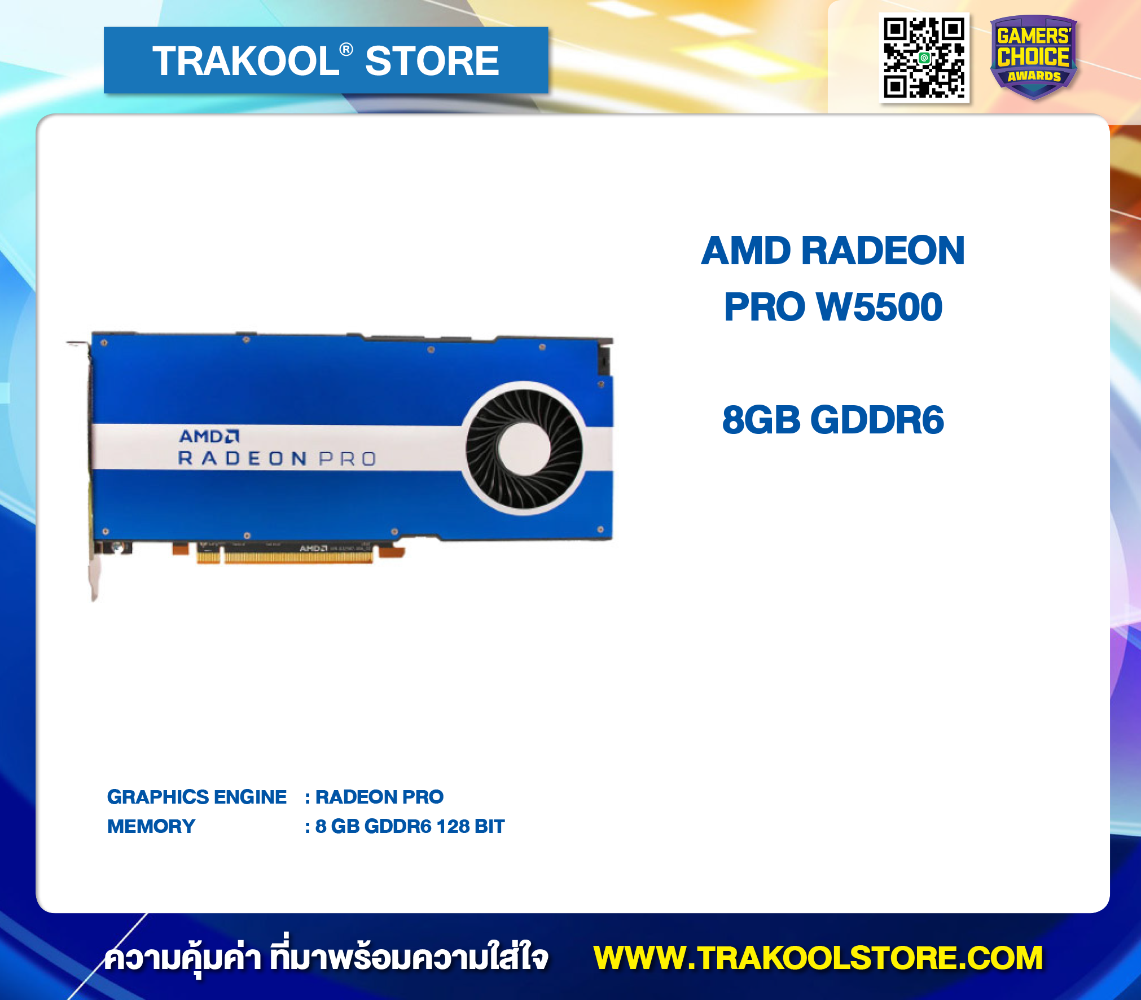 TRAKOOL® STORE
GAMERS'
CHOICE
AWARDS
AMD RADEON
PRO W5500
8GB GDDR6
AMD
RADEON PRO
AMD
GRAPHICS ENGINE : RADEON PRO
MEMORY : 8 GB GDDR6 128 BIT
ความคุ้มค่า ที่มาพร้อมความใส่ใจ WWW.TRAKOOLSTORE.COM